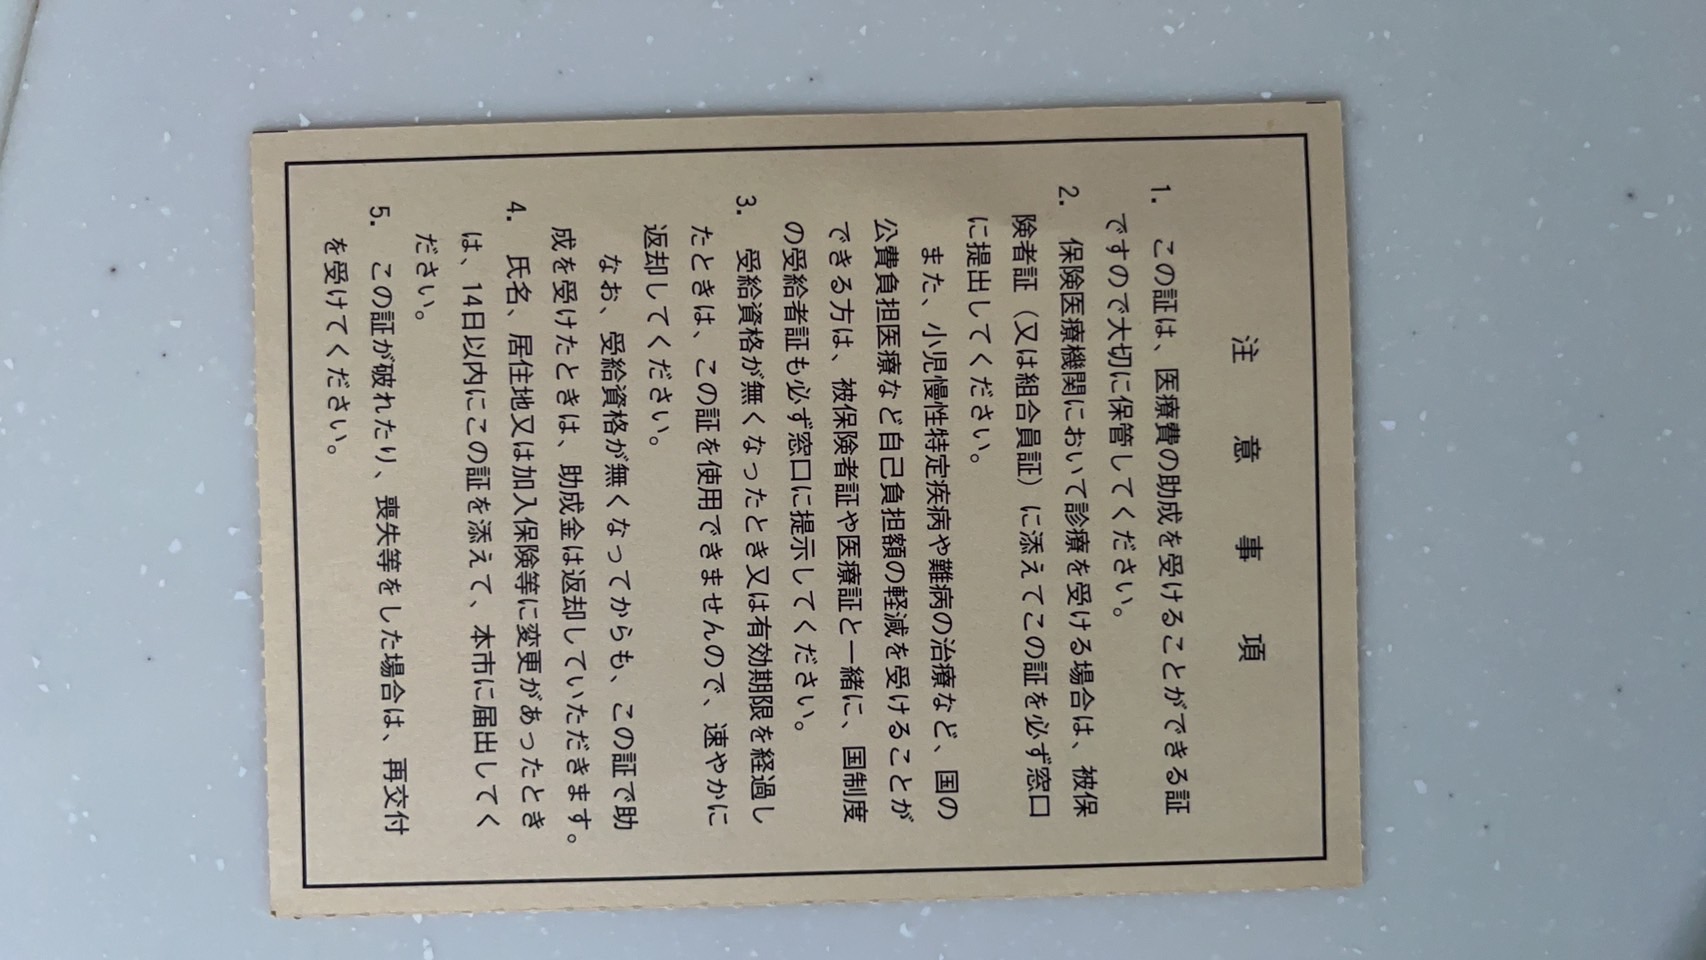 注意事項
1. この証は、医療費の助成を受けることができる証
ですので大切に保管してください。
2. 保険医療機関において診療を受ける場合は、被保
険者証（又は組合員証）に添えてこの証を必ず窓口
に提出してください。
また、小児慢性特定疾病や難病の治療など、国の
公費負担医療など自己負担額の軽減を受けることが
できる方は、被保険者証や医療証と一緒に、国制度
の受給者証も必ず窓口に提示してください。
3. 受給資格が無くなったとき又は有効期限を経過し
たときは、この証を使用できませんので、速やかに
返却してください。
なお、受給資格が無くなってからも、この証で助
成を受けたときは、助成金は返却していただきます。
4. 氏名、居住地又は加入保険等に変更があったとき
は、14日以内にこの証を添えて、本市に届出してく
ださい。
5. この証が破れたり、喪失等をした場合は、再交付
を受けてください。